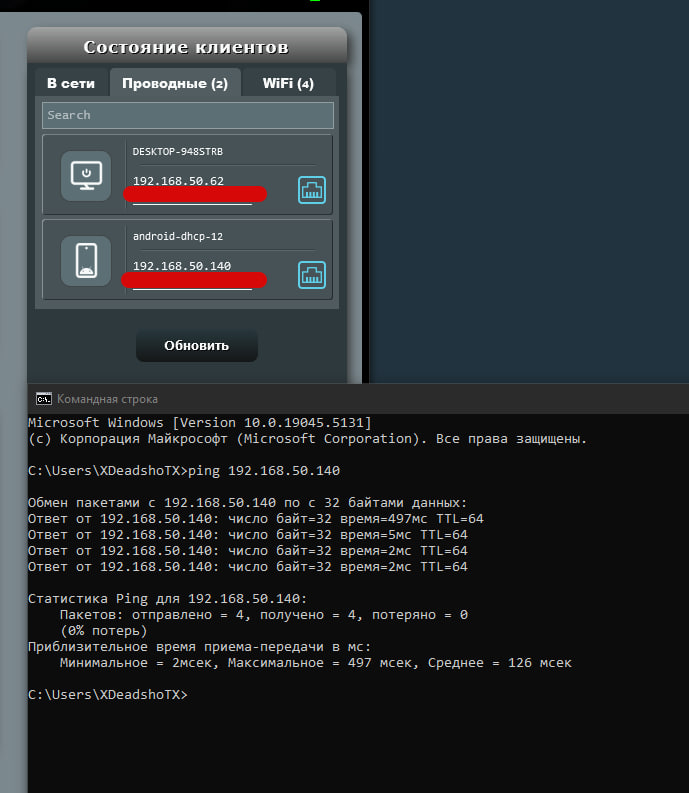 Состояние клиентов
В сети
Проводные (2)
WiFi (4)
Search
DESKTOP-948STRB
192.168.50.62
android-dhcp-12
192.168.50.140
Обновить
Командная строка
Microsoft Windows [Version 10.0.19045.5131]
(c) Корпорация Майкрософт (Microsoft Corporation). Все права защищены.
C:\Users\XDeadshoTX>ping 192.168.50.140
Обмен пакетами с 192.168.50.140 по с 32 байтами данных:
Ответ от 192.168.50.140: число байт=32 время=497мс TTL=64
Ответ от 192.168.50.140: число байт=32 время=5мс TTL=64
Ответ от 192.168.50.140: число байт=32 время=2мс TTL=64
Ответ от 192.168.50.140: число байт=32 время=2мс TTL=64
Статистика Ping для 192.168.50.140:
Пакетов: отправлено = 4, получено = 4, потеряно = 0
(0% потерь)
Приблизительное время приема-передачи в мс:
Минимальное = 2мсек, Максимальное = 497 мсек, Среднее = 126 мсек
C:\Users\XDeadshoTX>